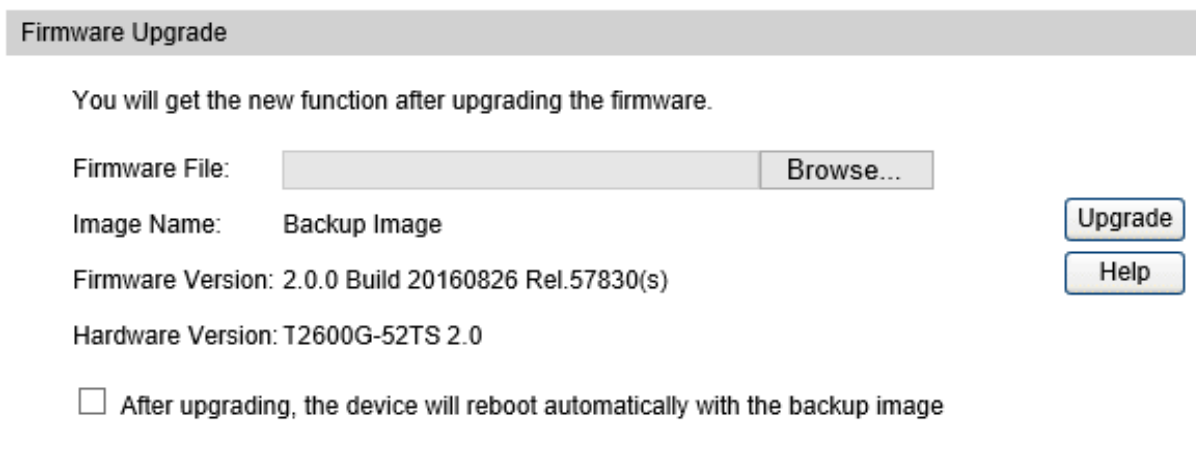 Firmware Upgrade
You will get the new function after upgrading the firmware.
Firmware File: Browse...
Image Name: Backup Image
Upgrade
Firmware Version: 2.0.0 Build 20160826 Rel.57830(s)
Help
Hardware Version: T2600G-52TS 2.0
After upgrading, the device will reboot automatically with the backup image